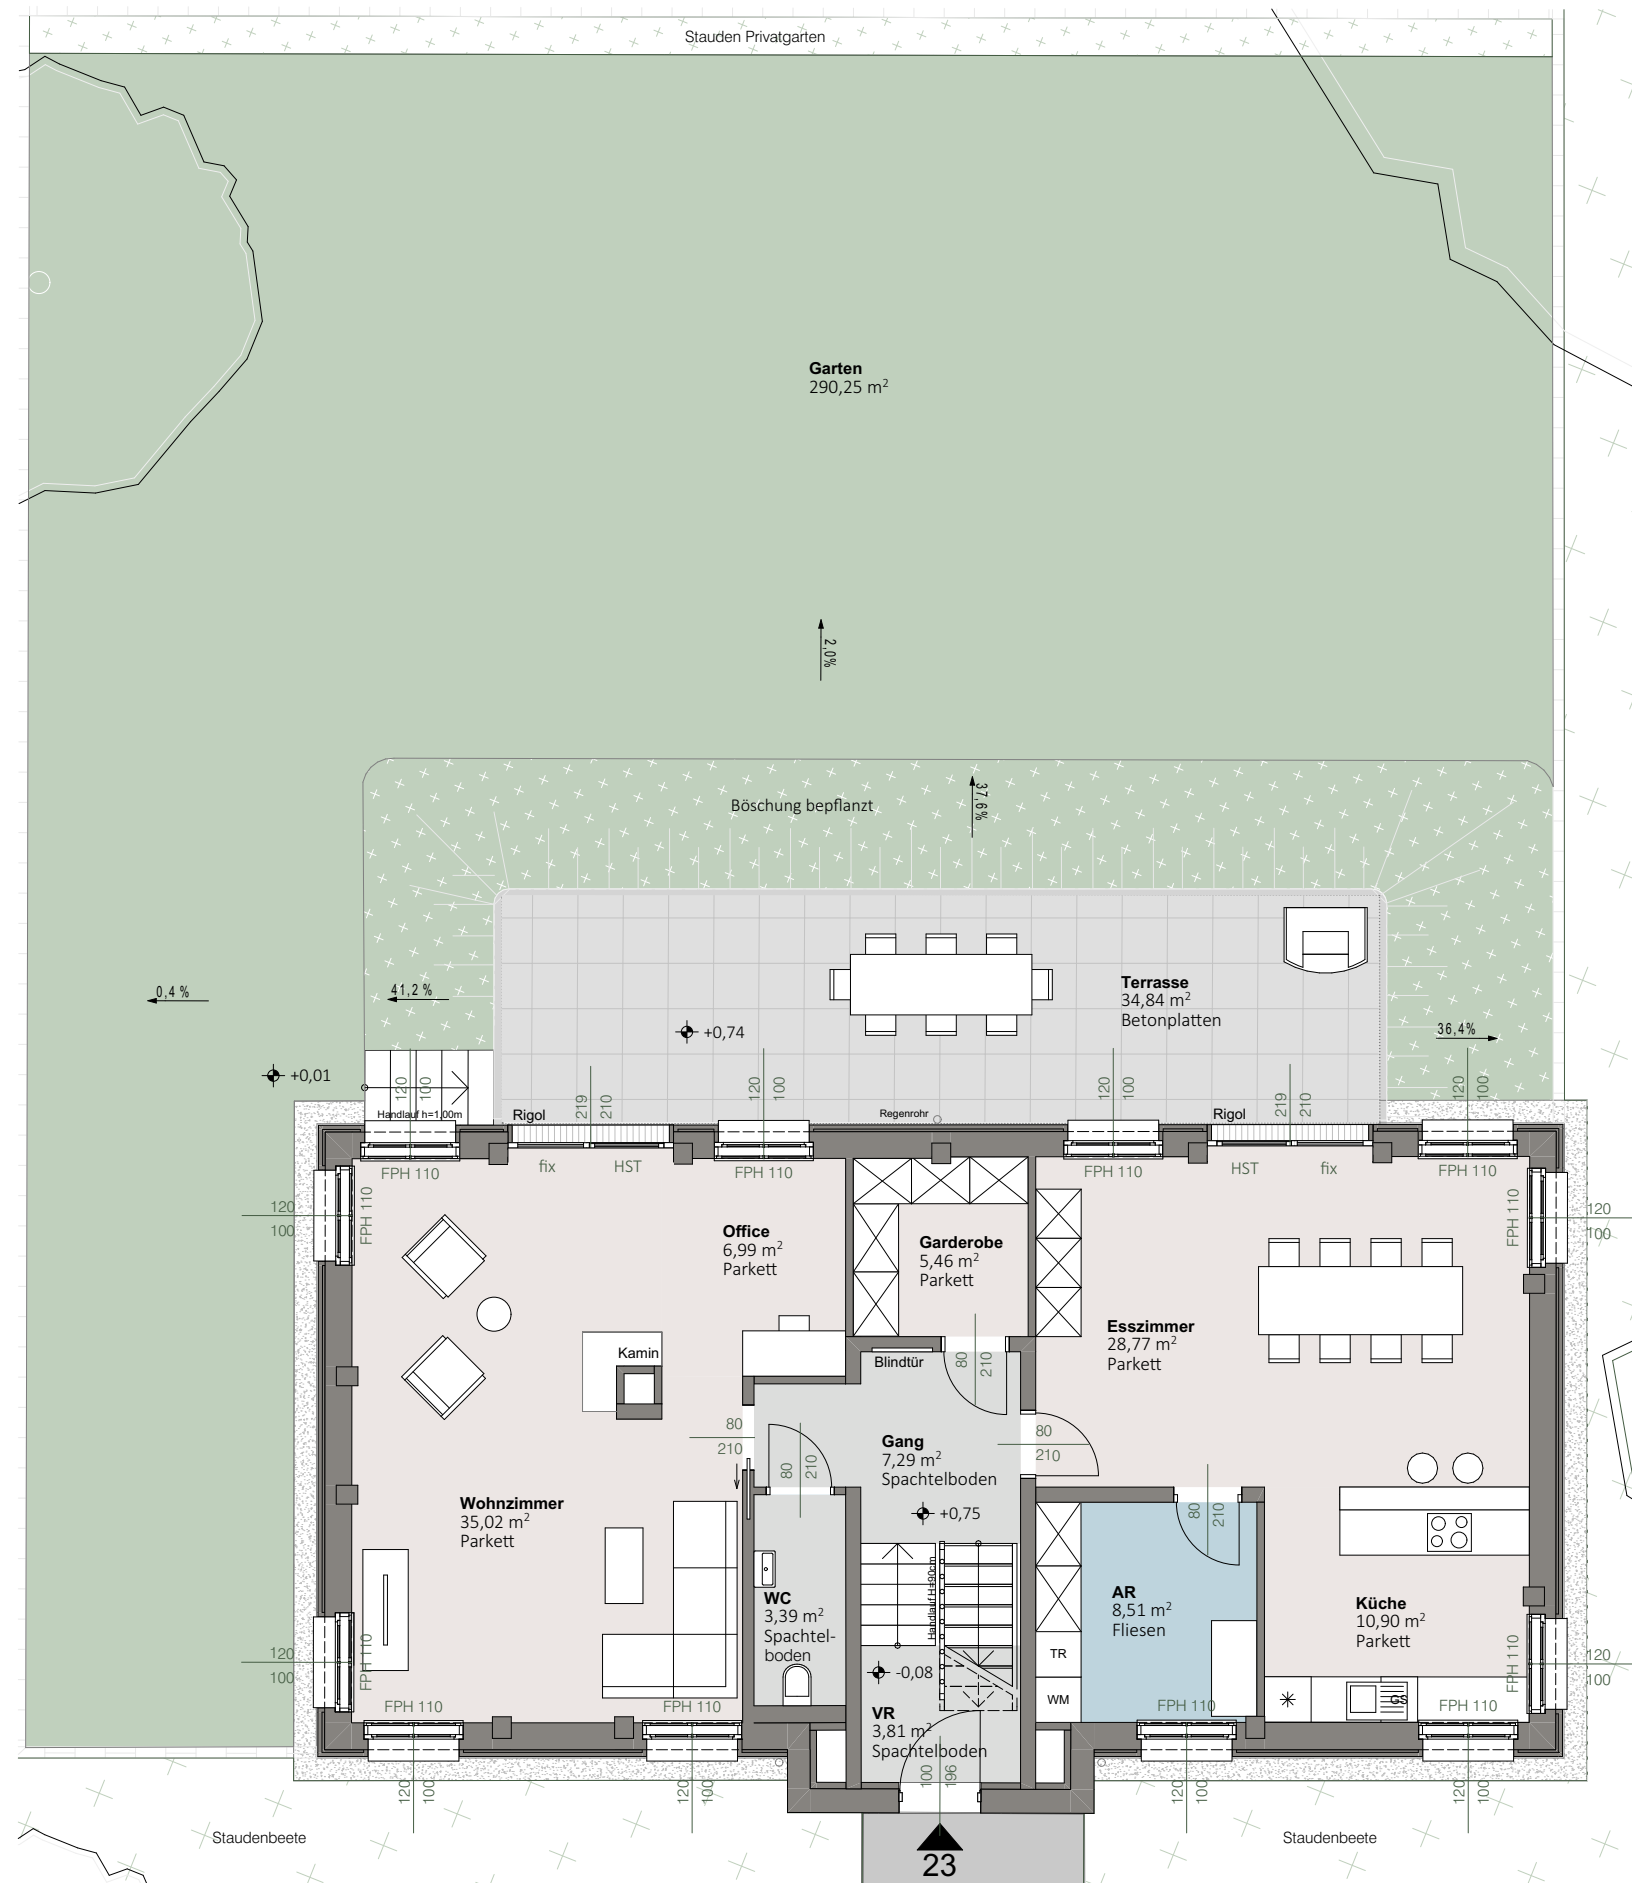 Stauden Privatgarten
Garten
290,25 m²
2,0%
Böschung bepflanzt
37,6%
0,4 %
41,2 %
36,4%
Terrasse
34,84 m²
Betonplatten
+0,74
+0,01
120
100
Handlauf h=1,00m
Rigol
219
210
120
100
Regenrohr
120
100
Rigol
219
210
120
100
FPH 110
fix
HST
FPH 110
FPH 110
HST
fix
FPH 110
120
100
FPH 110
FPH 110
120
100
Office
6,99 m²
Parkett
Garderobe
5,46 m²
Parkett
Esszimmer
28,77 m²
Parkett
Kamin
Blindtür
80
210
80
210
80
210
80
210
Gang
7,29 m²
Spachtelboden
+0,75
Wohnzimmer
35,02 m²
Parkett
80
210
WC
3,39 m²
Spachtel-
boden
Handlauf H=90cm
-0,08
VR
3,81 m²
Spachtelboden
100
196
AR
8,51 m²
Fliesen
TR
WM
Küche
10,90 m²
Parkett
GS
120
100
FPH 110
FPH 110
120
100
FPH 110
FPH 110
FPH 110
FPH 110
120
100
120
100
120
100
120
100
Staudenbeete
Staudenbeete
23